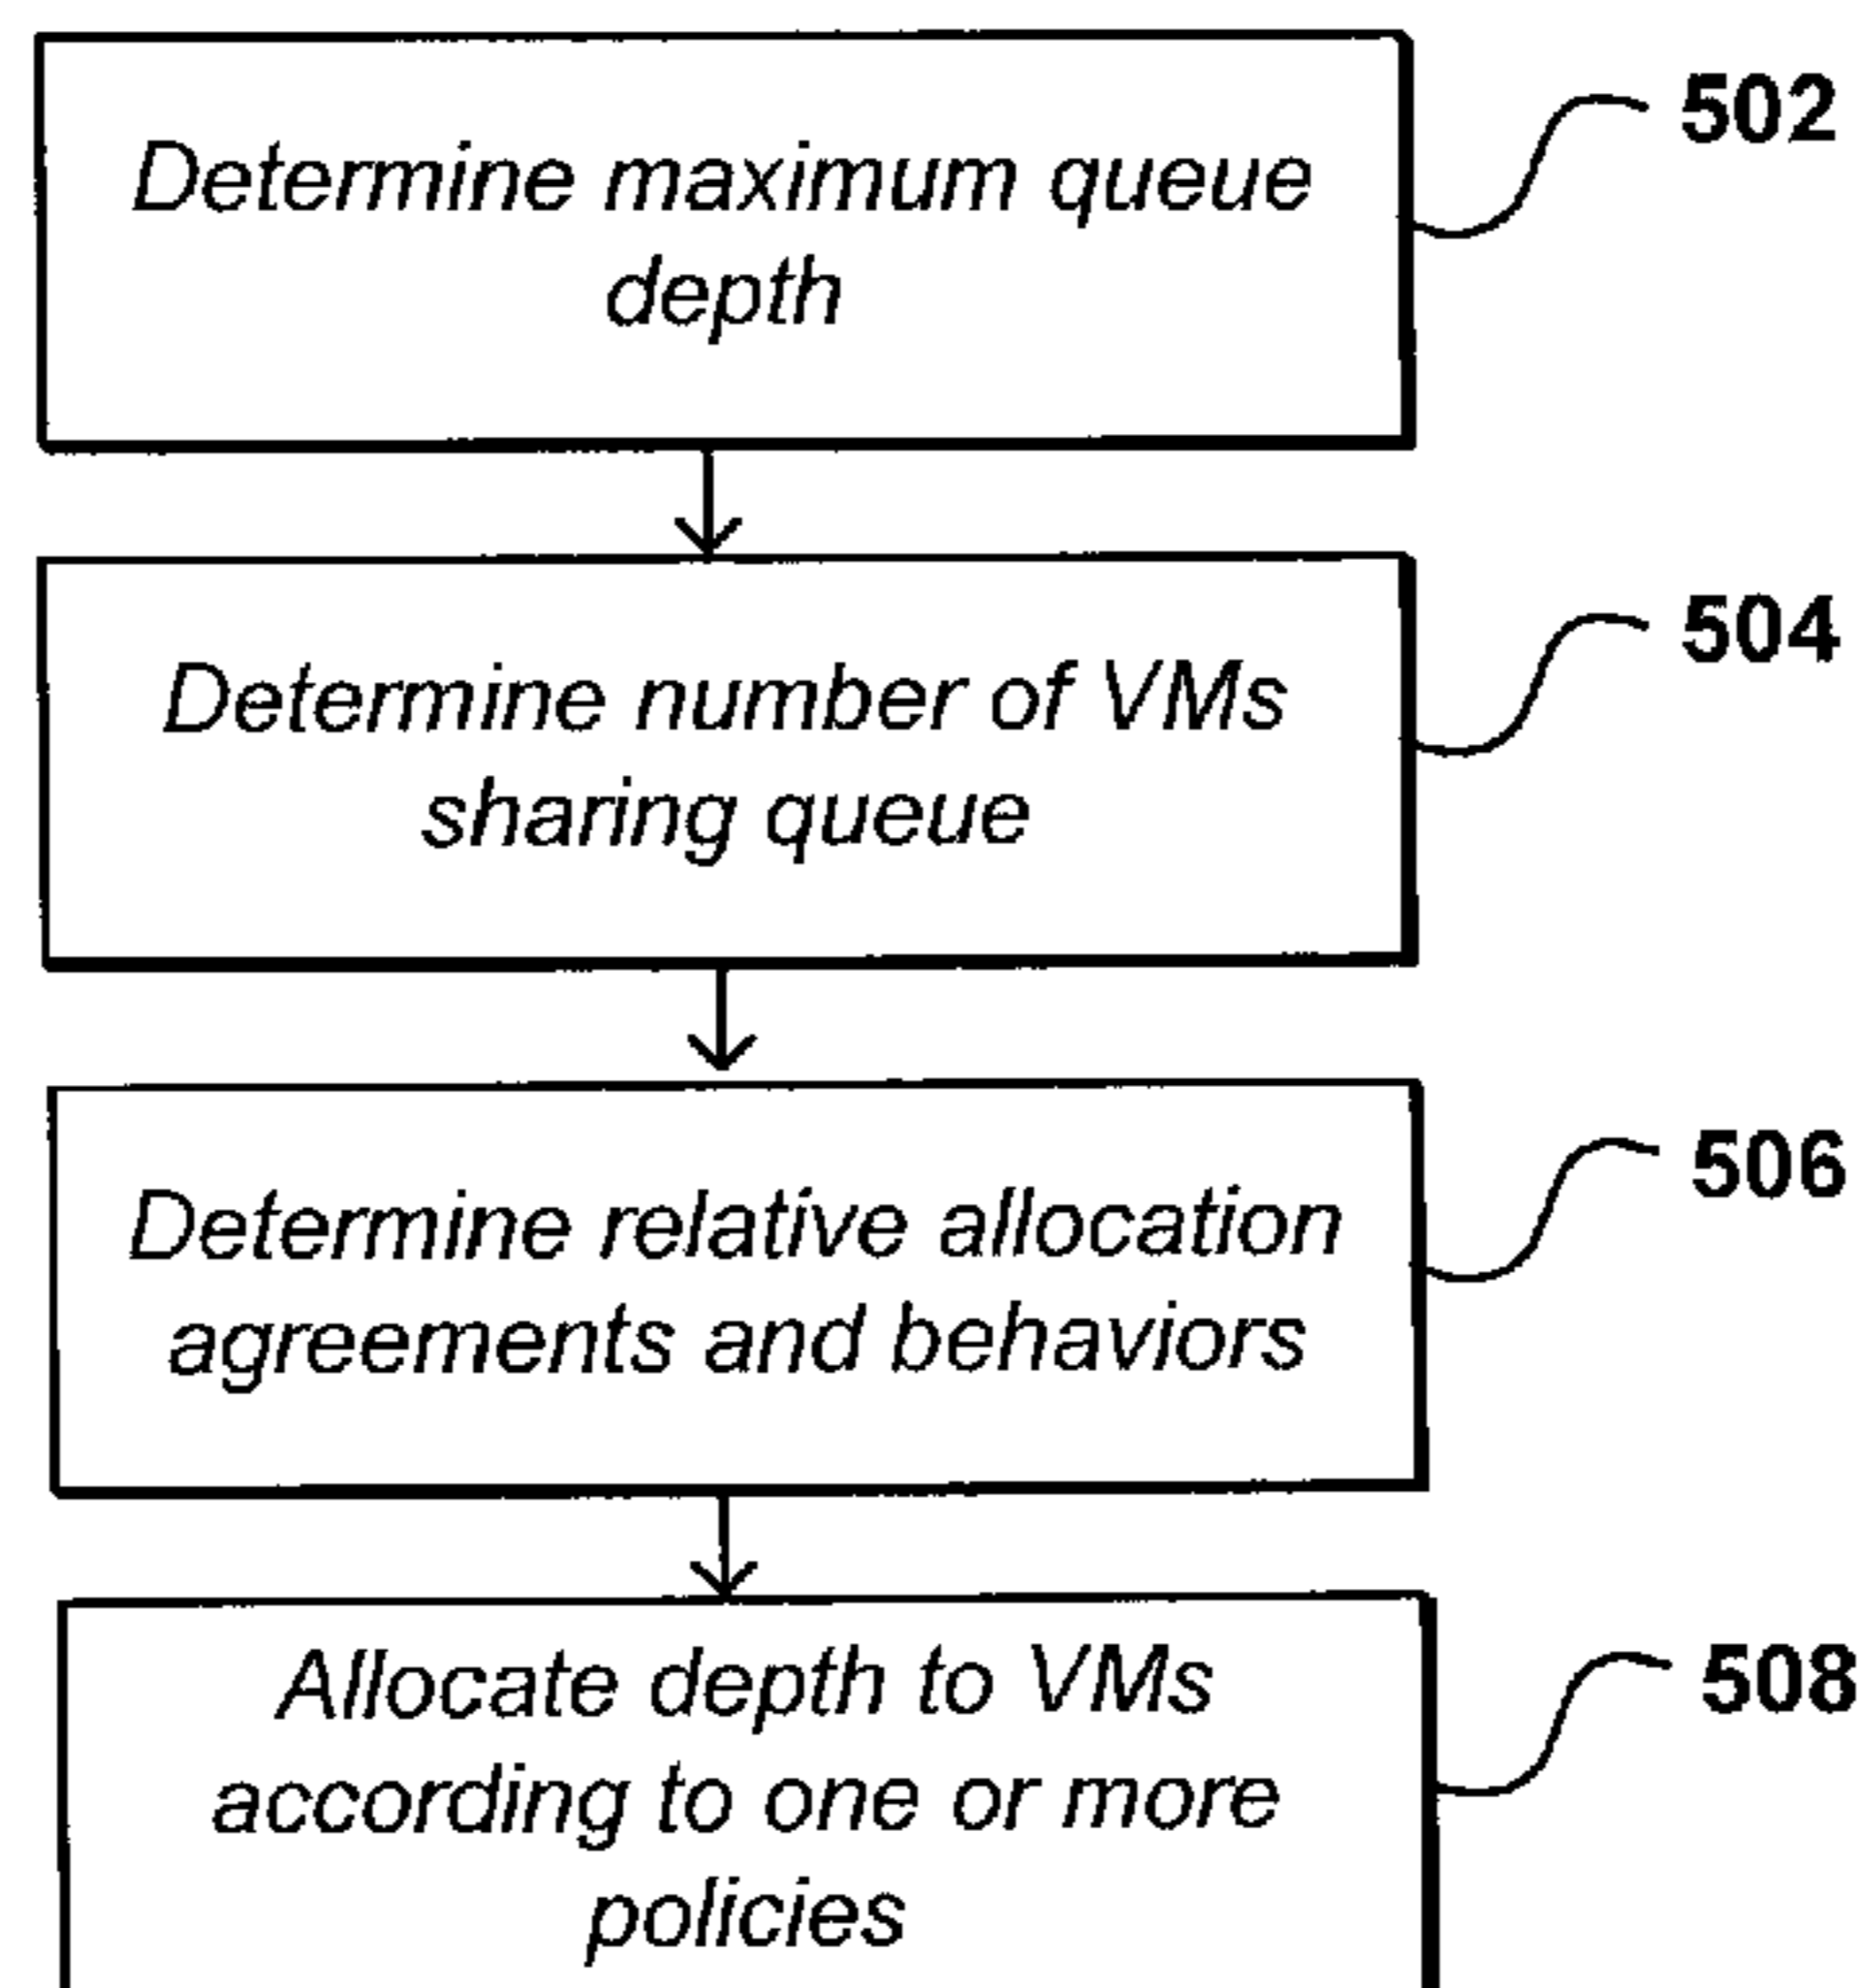 502
Determine maximum queue
depth
504
Determine number of VMs
sharing queue
506
Determine relative allocation
agreements and behaviors
508
Allocate depth to VMs
according to one or more
policies